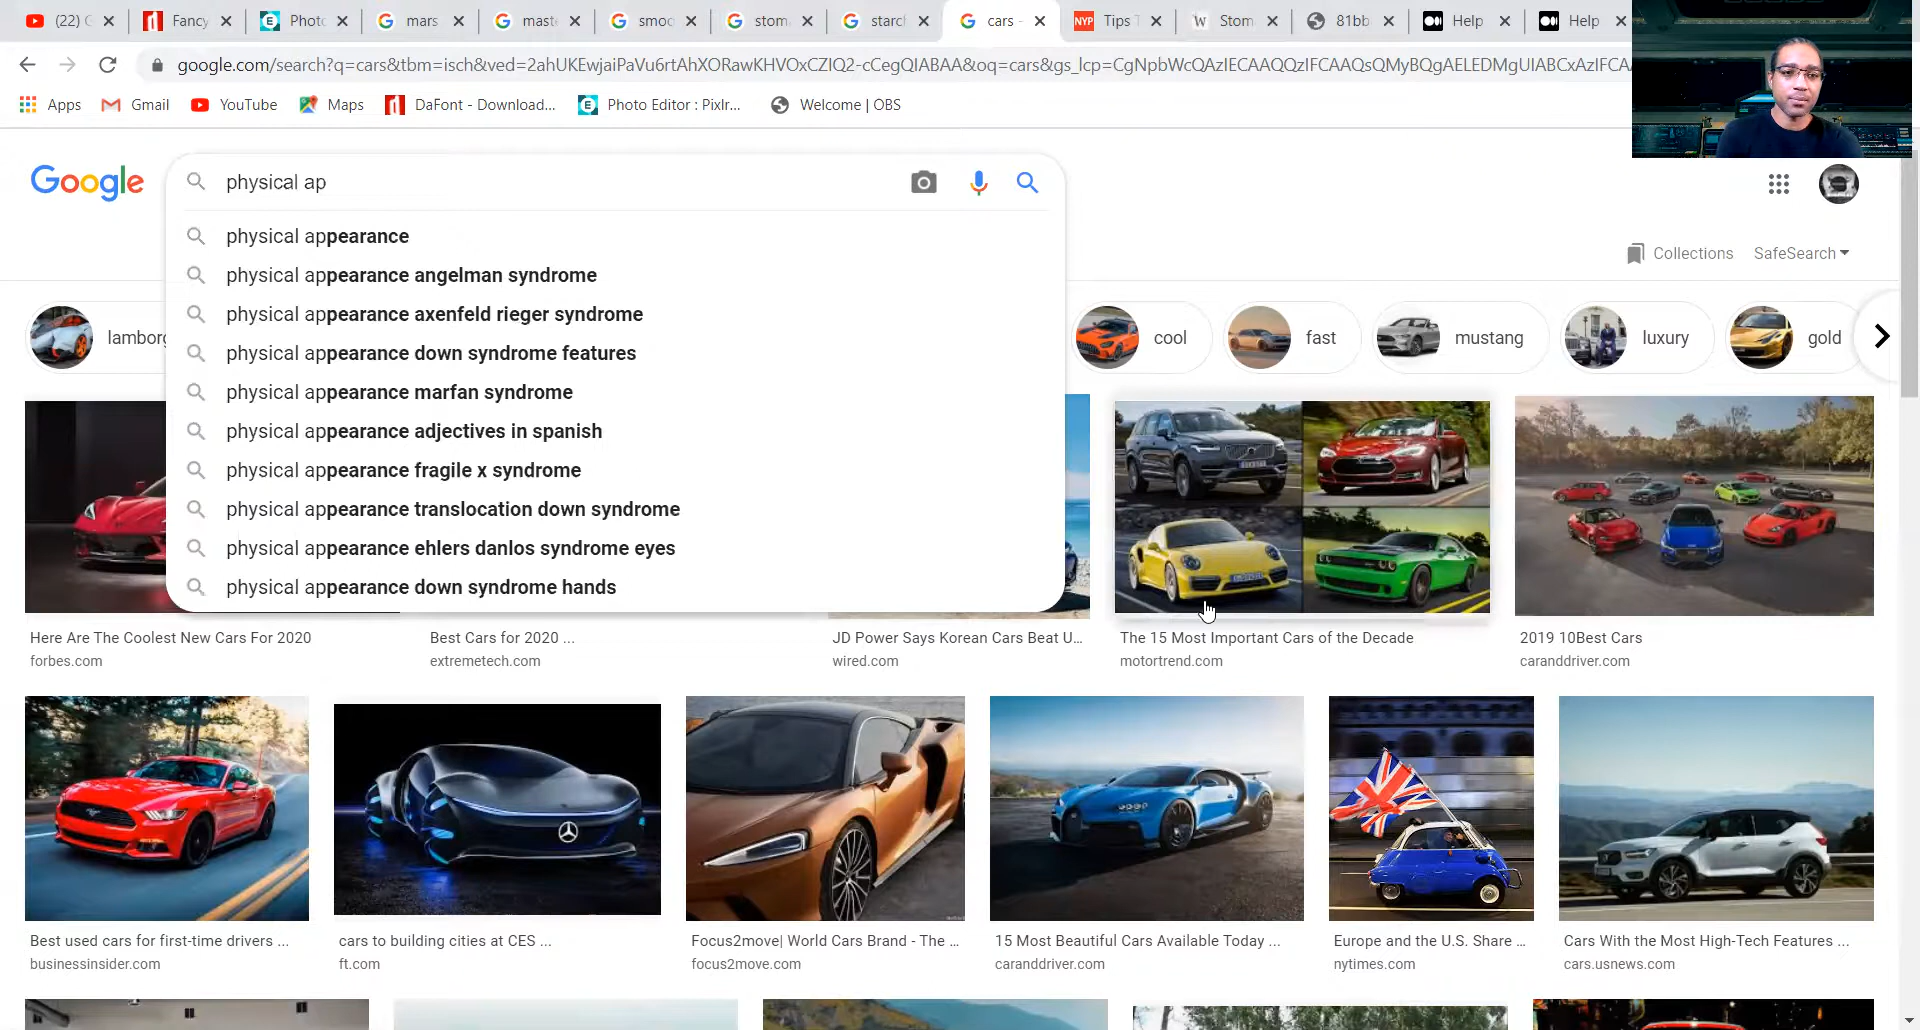 (22) G
Fancy
Photo
mars
mast
smoo
stom
starch
cars -
NYP
Tips T
W
Stom
81bb
Help
Help
google.com/search?q=cars&tbm=isch&ved=2ahUKEwjaiPaVu6rtAhXORawKHVOxCZIQ2-cCegQIABAA&oq=cars&gs_lcp=CgNpbWcQAzIECAAQQzIFCAAQsQMyBQgAELEDMgUIABCxAzIFCAA
Apps
Gmail
YouTube
Maps
DaFont - Download...
Photo Editor : Pixlr...
Welcome | OBS
Google
physical ap
physical appearance
physical appearance angelman syndrome
physical appearance axenfeld rieger syndrome
physical appearance down syndrome features
physical appearance marfan syndrome
physical appearance adjectives in spanish
physical appearance fragile x syndrome
physical appearance translocation down syndrome
physical appearance ehlers danlos syndrome eyes
physical appearance down syndrome hands
Collections
SafeSearch
lamborg
cool
fast
mustang
luxury
gold
Here Are The Coolest New Cars For 2020
forbes.com
Best Cars for 2020 ...
extremetech.com
JD Power Says Korean Cars Beat U...
wired.com
The 15 Most Important Cars of the Decade
motortrend.com
2019 10Best Cars
caranddriver.com
Best used cars for first-time drivers ...
businessinsider.com
cars to building cities at CES ...
ft.com
Focus2move| World Cars Brand - The ...
focus2move.com
15 Most Beautiful Cars Available Today ...
caranddriver.com
Europe and the U.S. Share ...
nytimes.com
Cars With the Most High-Tech Features ...
cars.usnews.com